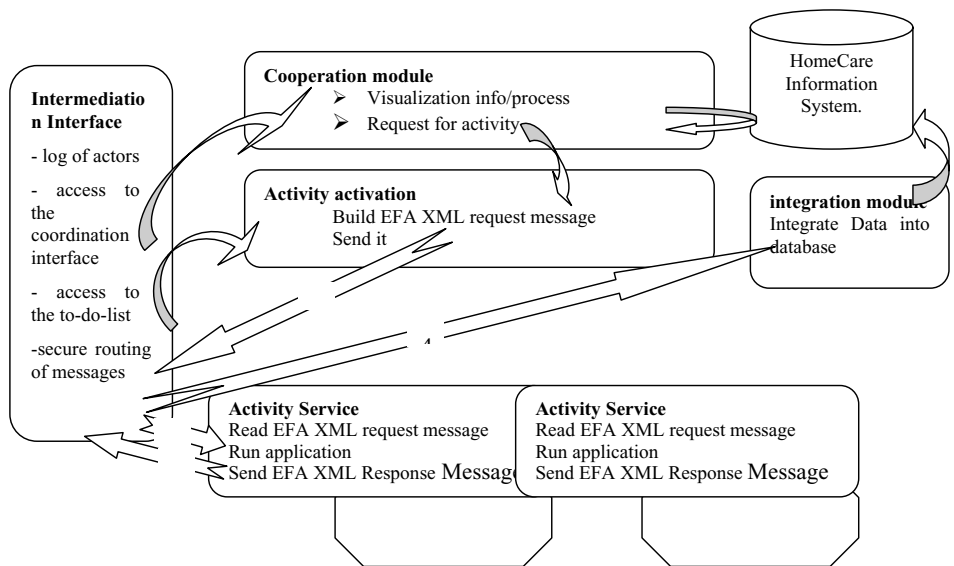 Intermediatio
n Interface
- log of actors
- access to
the
coordination
interface
- access to
the to-do-list
-secure routing
of messages
Cooperation module
➢ Visualization info/process
➢ Request for activity
HomeCare
Information
System.
Activity activation
Build EFA XML request message
Send it
integration module
Integrate Data into
database
Activity Service
Read EFA XML request message
Run application
Send EFA XML Response Message
Activity Service
Read EFA XML request message
Run application
Send EFA XML Response Message